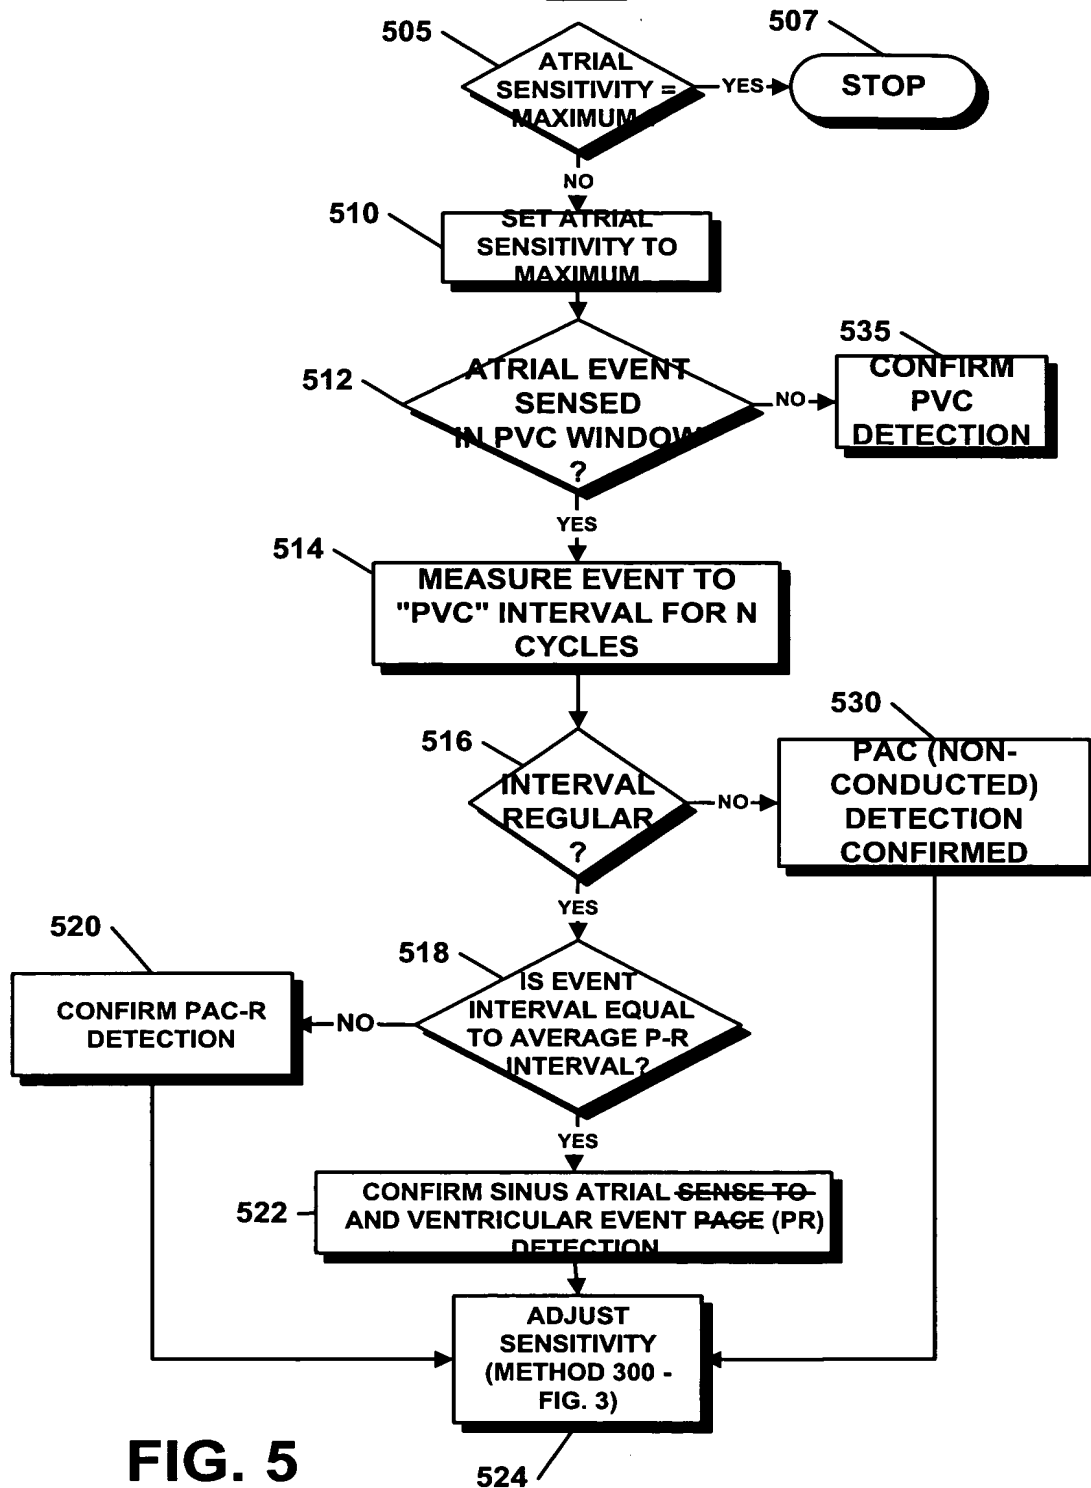 505
507
ATRIAL
SENSITIVITY =
MAXIMUM
YES
STOP
NO
510
SET ATRIAL
SENSITIVITY TO
MAXIMUM
535
512
ATRIAL EVENT
SENSED
IN PVC WINDOW
?
NO
CONFIRM
PVC
DETECTION
YES
514
MEASURE EVENT TO
"PVC" INTERVAL FOR N
CYCLES
530
516
INTERVAL
REGULAR
?
NO
PAC (NON-
CONDUCTED)
DETECTION
CONFIRMED
YES
520
518
IS EVENT
INTERVAL EQUAL
TO AVERAGE P-R
INTERVAL?
NO
CONFIRM PAC-R
DETECTION
YES
522
CONFIRM SINUS ATRIAL SENSE TO
AND VENTRICULAR EVENT PACE (PR)
DETECTION
ADJUST
SENSITIVITY
(METHOD 300 -
FIG. 3)
FIG. 5
524